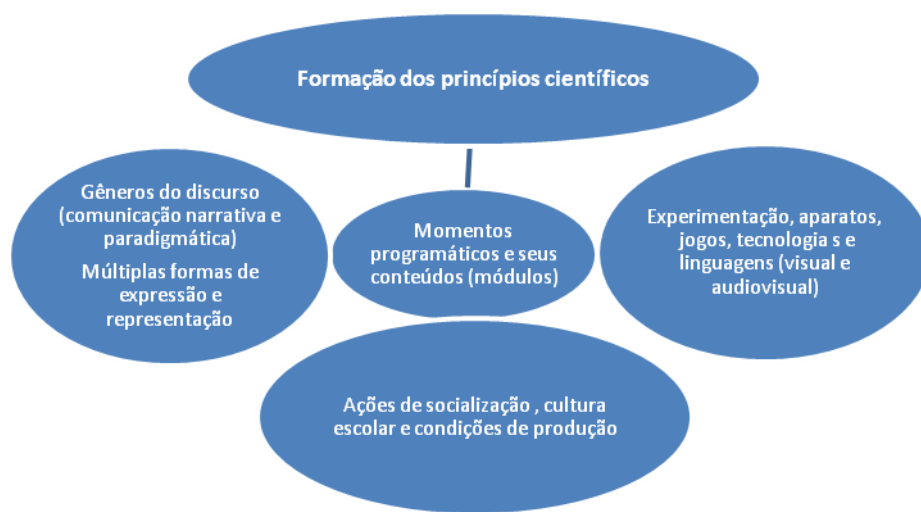 Formação dos princípios científicos
Gêneros do discurso
(comunicação narrativa e
paradigmática)
Múltiplas formas de
expressão e
representação
Momentos
programáticos e seus
conteúdos (módulos)
Experimentação, aparatos,
jogos, tecnologia s e
linguagens (visual e
audiovisual)
Ações de socialização , cultura
escolar e condições de produção